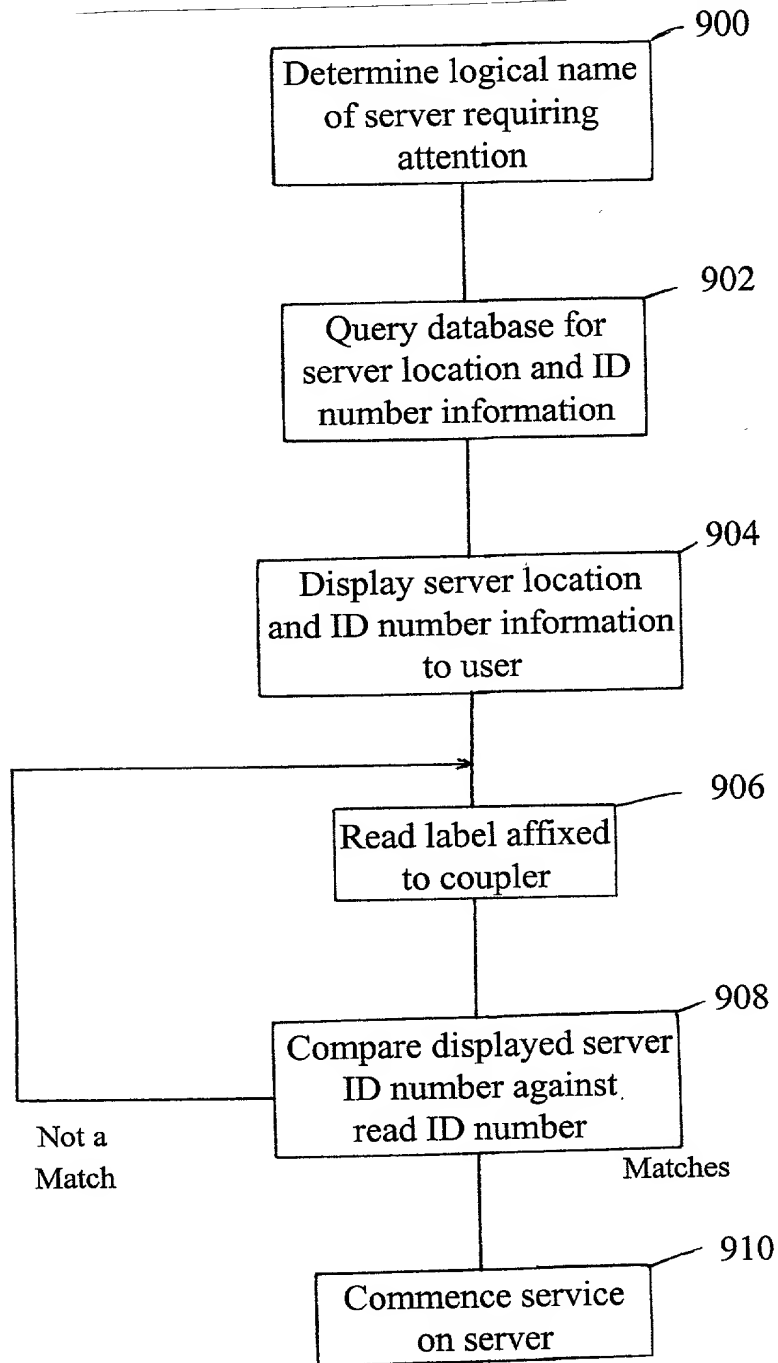 900
Determine logical name
of server requiring
attention
902
Query database for
server location and ID
number information
904
Display server location
and ID number information
to user
906
Read label affixed
to coupler
908
Compare displayed server
ID number against
read ID number
Not a
Match
Matches
910
Commence service
on server